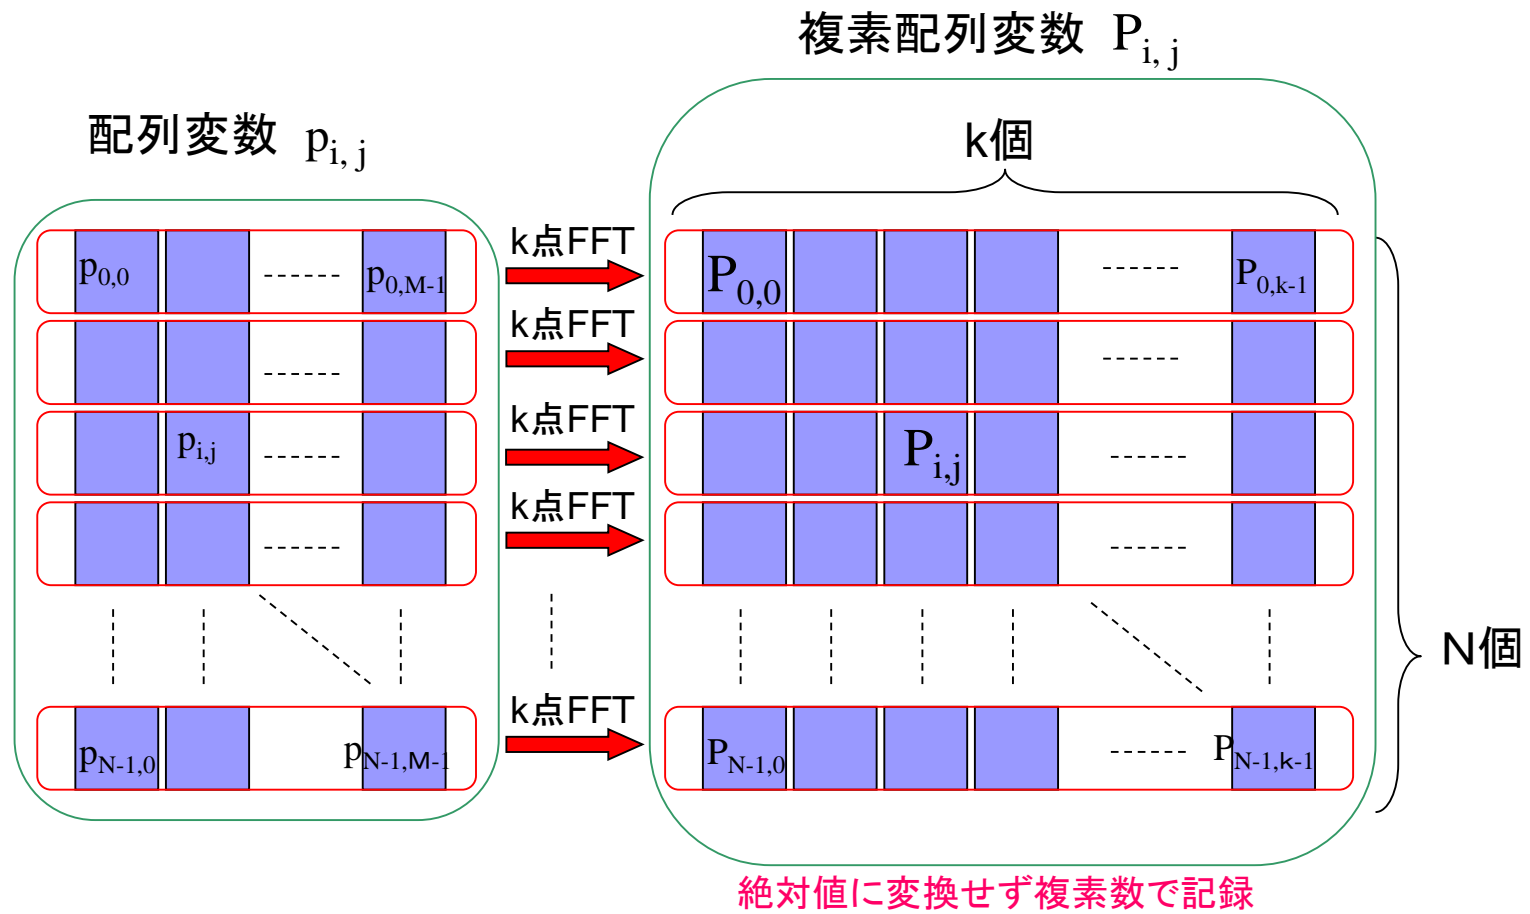 複素配列変数 P i, j
配列変数 p i, j
k個
k点FFT
p0,0
p0,M-1
P0,0
P0,k-1
k点FFT
k点FFT
pi,j
Pi,j
k点FFT
N個
k点FFT
pN-1,0
pN-1,M-1
PN-1,0
PN-1,k-1
絶対値に変換せず複素数で記録